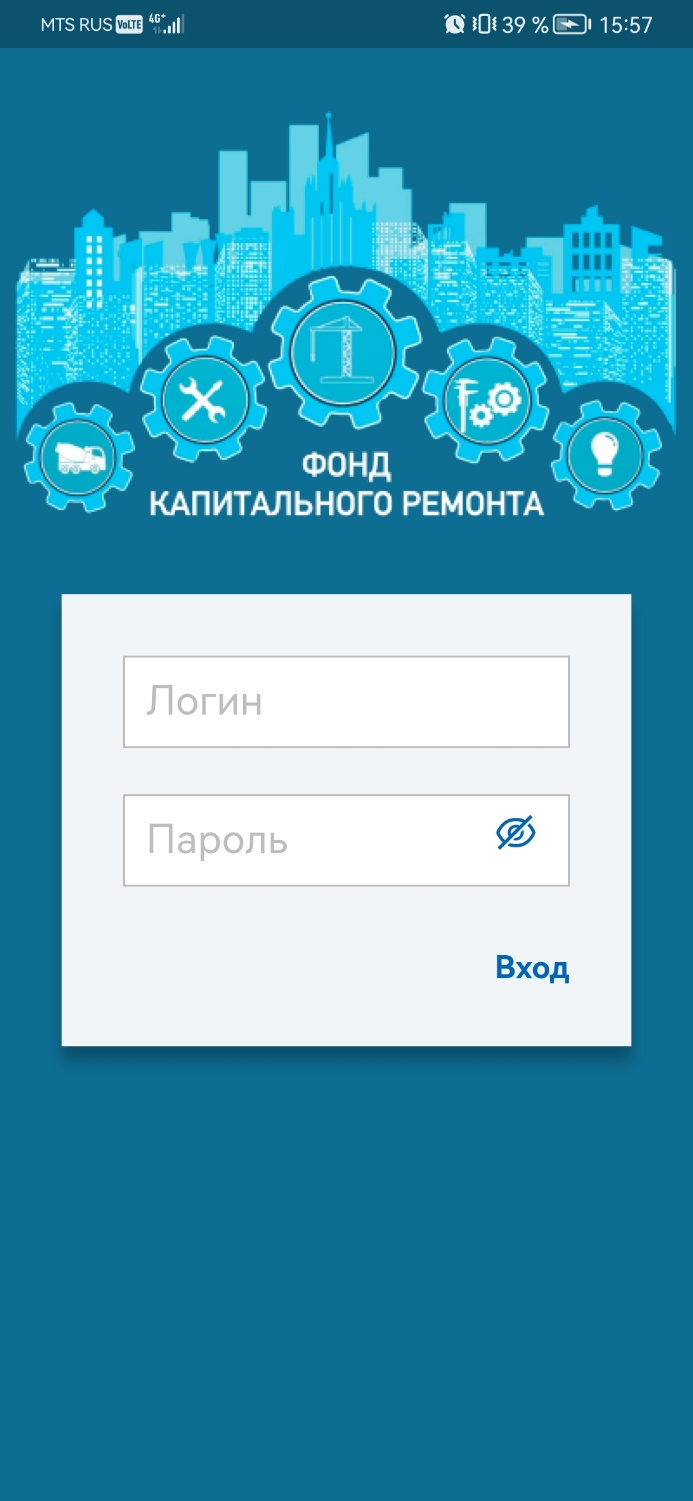 MTS RUS VoLTE 4G+ 39 % 15:57
ФОНД
КАПИТАЛЬНОГО РЕМОНТА
Логин
Пароль
Вход